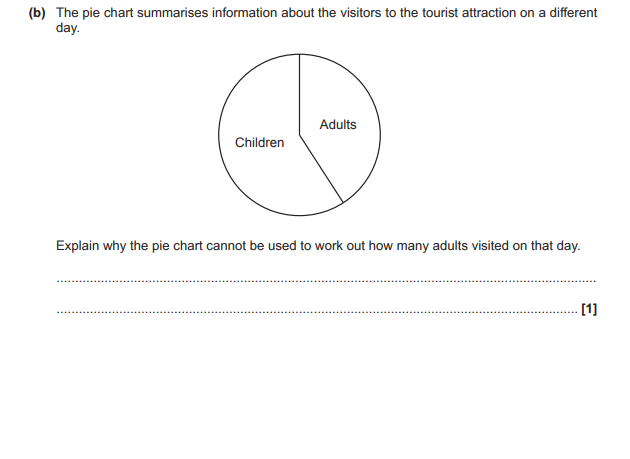 (b) The pie chart summarises information about the visitors to the tourist attraction on a different
day.
Adults
Children
Explain why the pie chart cannot be used to work out how many adults visited on that day.
[1]